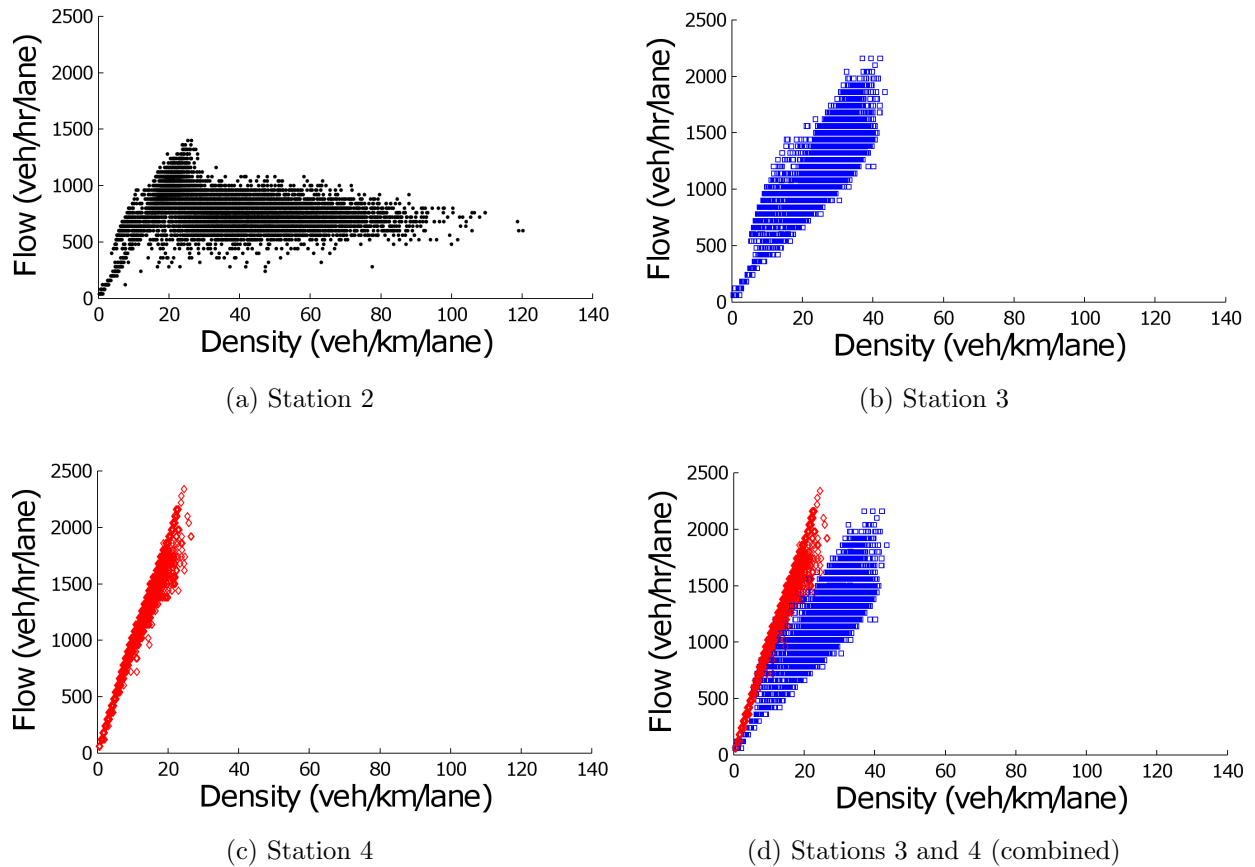 2500
2000
1500
1000
500
0
Flow (veh/hr/lane)
0 20 40 60 80 100 120 140
Density (veh/km/lane)
(a) Station 2
2500
2000
1500
1000
500
0
Flow (veh/hr/lane)
0 20 40 60 80 100 120 140
Density (veh/km/lane)
(b) Station 3
2500
2000
1500
1000
500
0
Flow (veh/hr/lane)
0 20 40 60 80 100 120 140
Density (veh/km/lane)
(c) Station 4
2500
2000
1500
1000
500
0
Flow (veh/hr/lane)
0 20 40 60 80 100 120 140
Density (veh/km/lane)
(d) Stations 3 and 4 (combined)